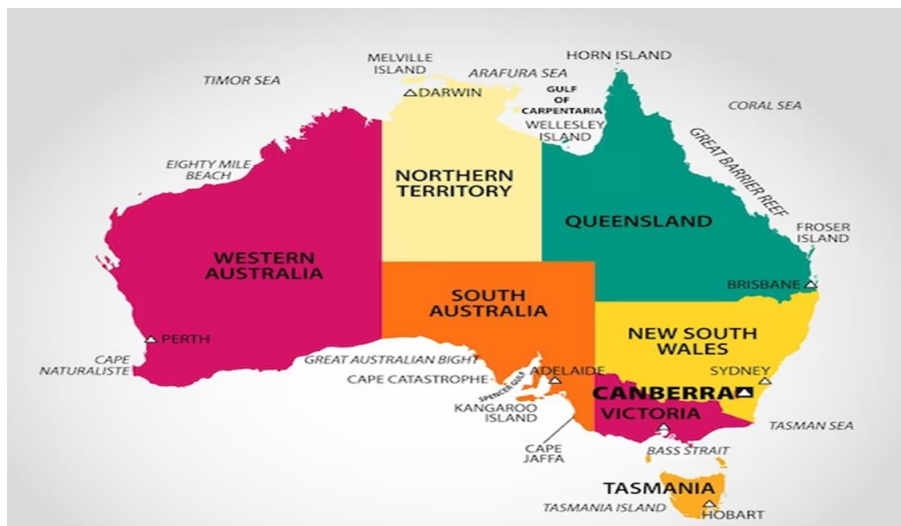 HORN ISLAND
MELVILLE
ISLAND
TIMOR SEA
ARAFURA SEA
DARWIN
GULF
OF
CARPENTARIA
CORAL SEA
WELLESLEY
ISLAND
GREAT BARRIER REEF
EIGHTY MILE
BEACH
NORTHERN
TERRITORY
QUEENSLAND
FROSER
ISLAND
WESTERN
AUSTRALIA
BRISBANE
SOUTH
AUSTRALIA
PERTH
NEW SOUTH
WALES
CAPE
NATURALISTE
GREAT AUSTRALIAN BIGHT
ADELAIDE
SYDNEY
CAPE CATASTROPHE
SPENCER GULF
CANBERRA
KANGAROO
ISLAND
VICTORIA
TASMAN SEA
CAPE
JAFFA
BASS STRAIT
TASMANIA
TASMANIA ISLAND
HOBART